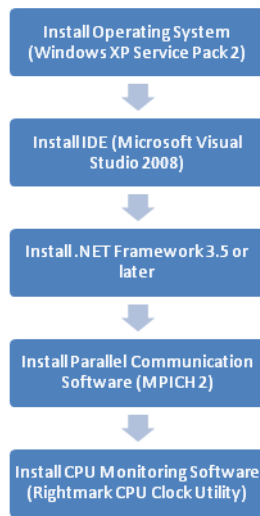 Install Operating System
(Windows XP Service Pack 2)
Install IDE (Microsoft Visual
Studio 2008)
Install .NET Framework 3.5 or
later
Install Parallel Communication
Software (MPICH 2)
Install CPU Monitoring Software
(Rightmark CPU Clock Utility)